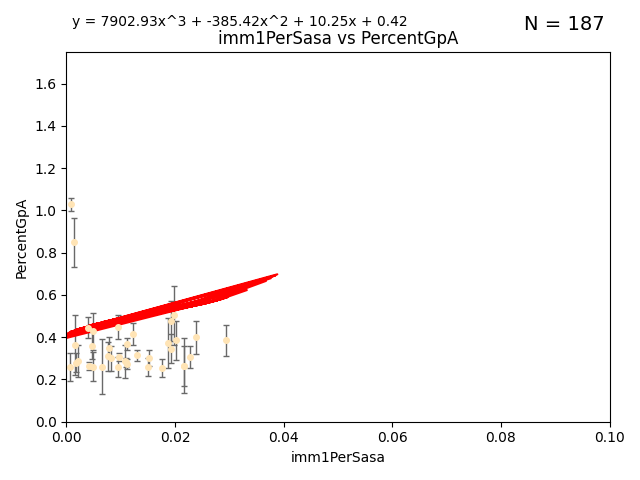 y = 7902.93x^3 + -385.42x^2 + 10.25x + 0.42
N = 187
imm1PerSasa vs PercentGpA
1.6
1.4
1.2
1.0
0.8
0.6
0.4
0.2
0.0
PercentGpA
0.00 0.02 0.04 0.06 0.08 0.10
imm1PerSasa